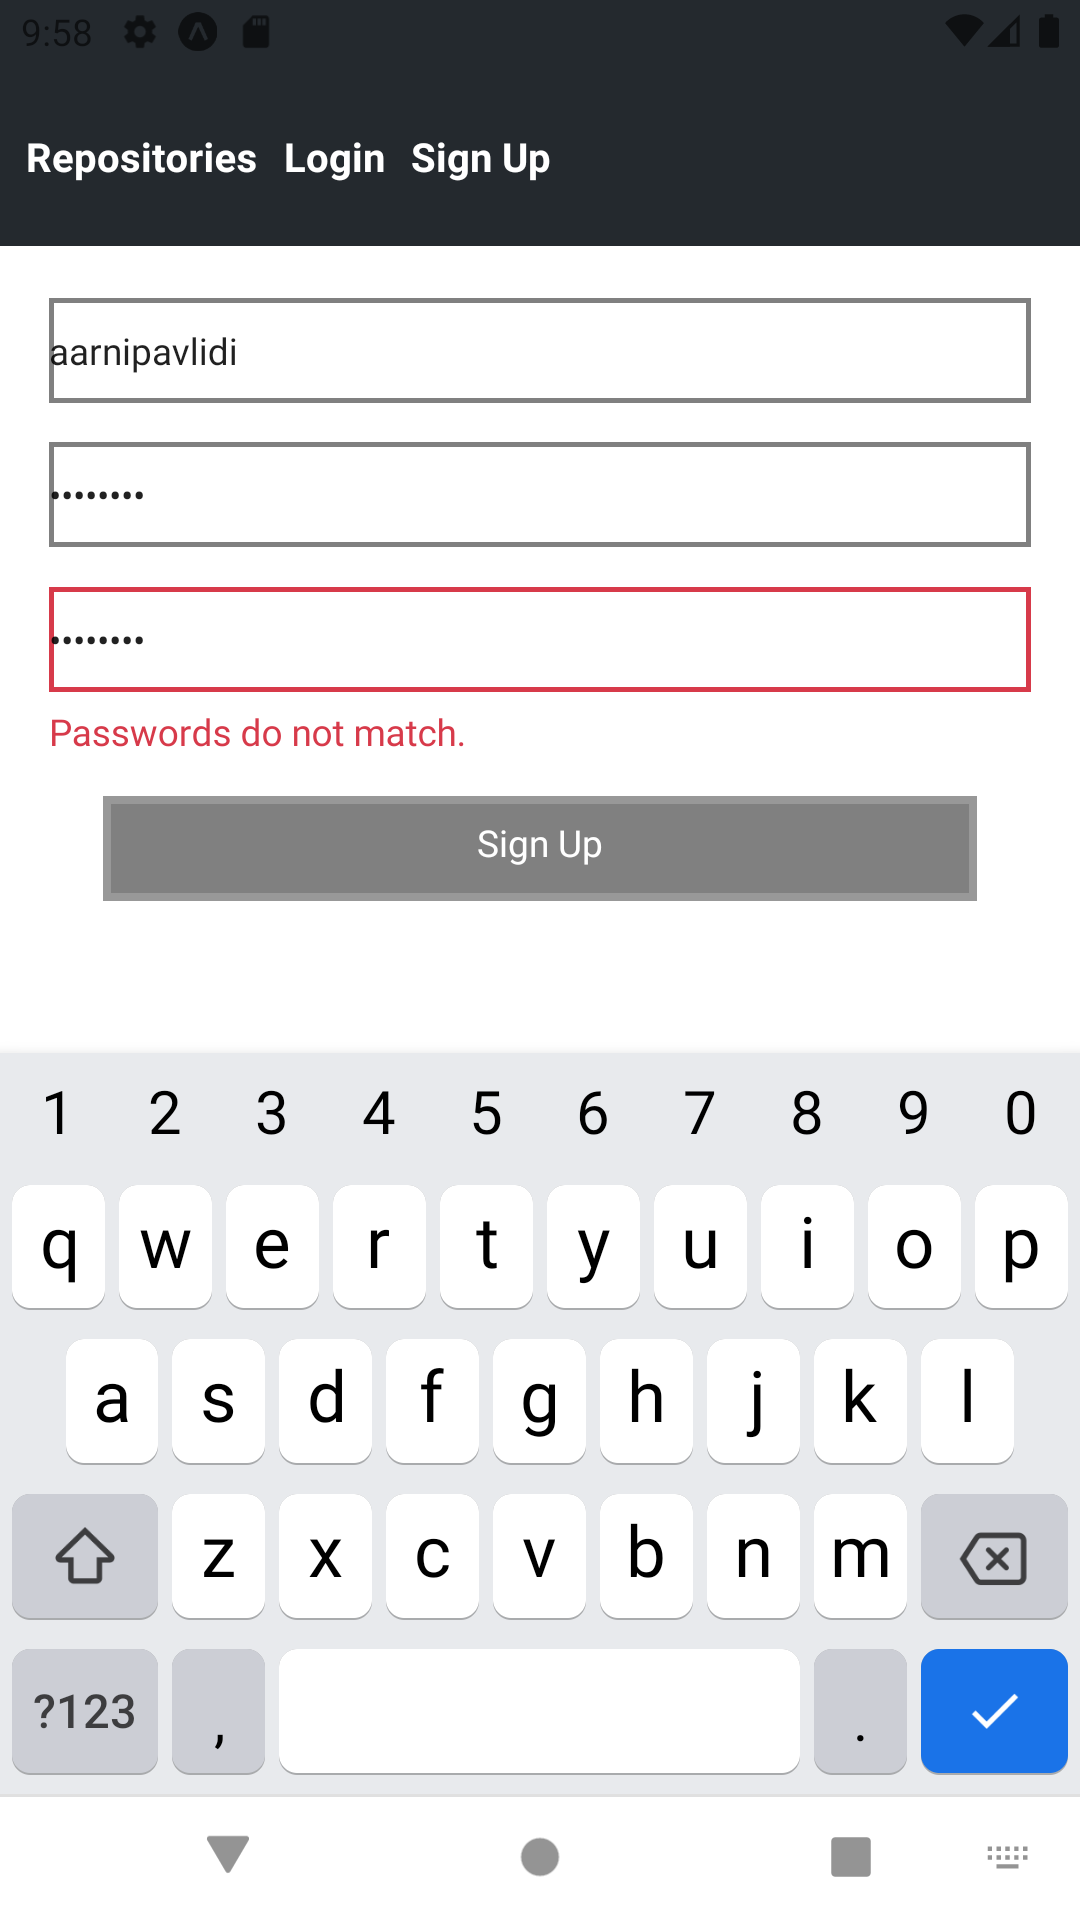 9:58
Repositories Login Sign Up
aarnipavlidi
••••••••
••••••••
Passwords do not match.
Sign Up
1 2 3 4 5 6 7 8 9 0
q w e r t y u i o p
a s d f g h j k l
z x c v b n m
?123 , .